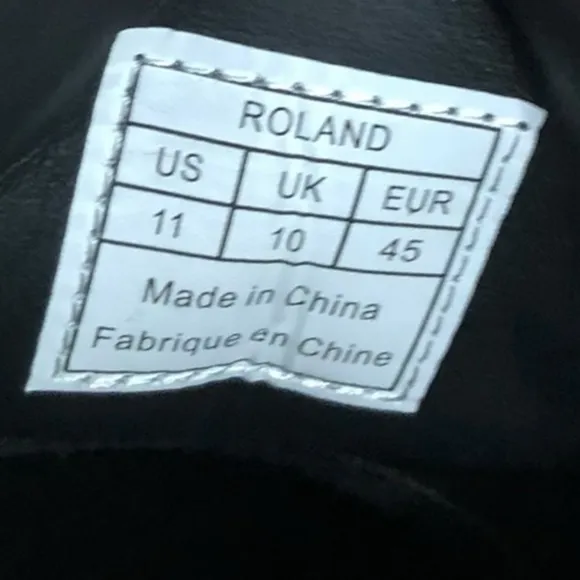 ROLAND
US UK EUR
11 10 45
Made in China
Fabrique en Chine